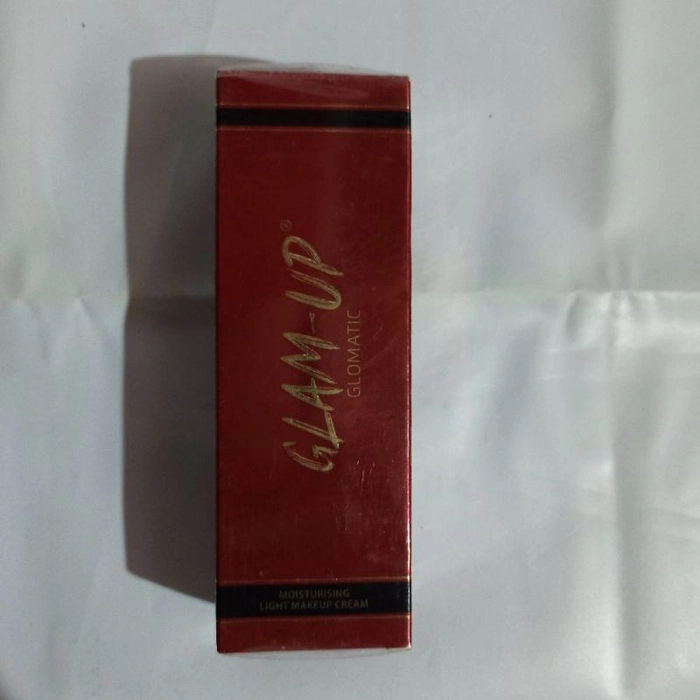 GLAM-UP®
GLOMATIC
MOISTURISING
LIGHT MAKEUP CREAM